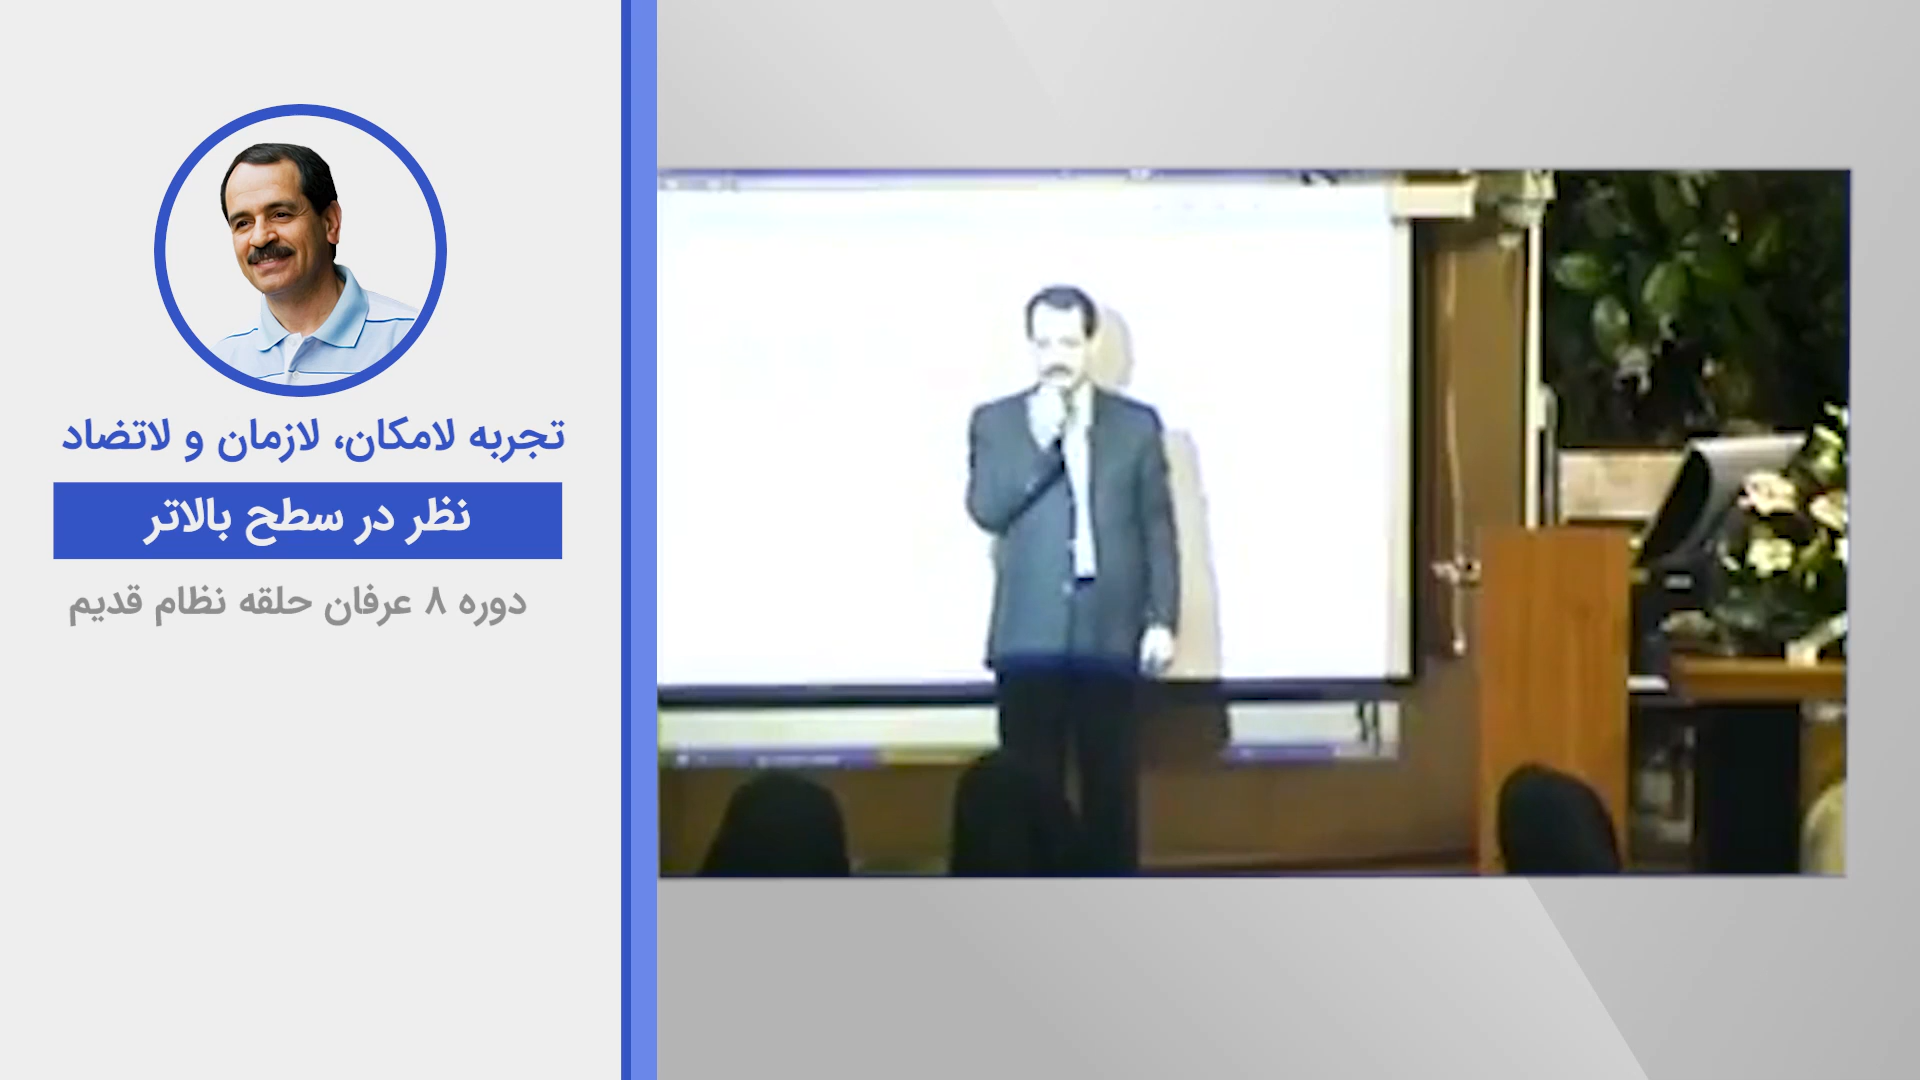 تجربه لامکان، لازمان و لاتضاد
نظر در سطح بالاتر
دوره ۸ عرفان حلقه نظام قدیم